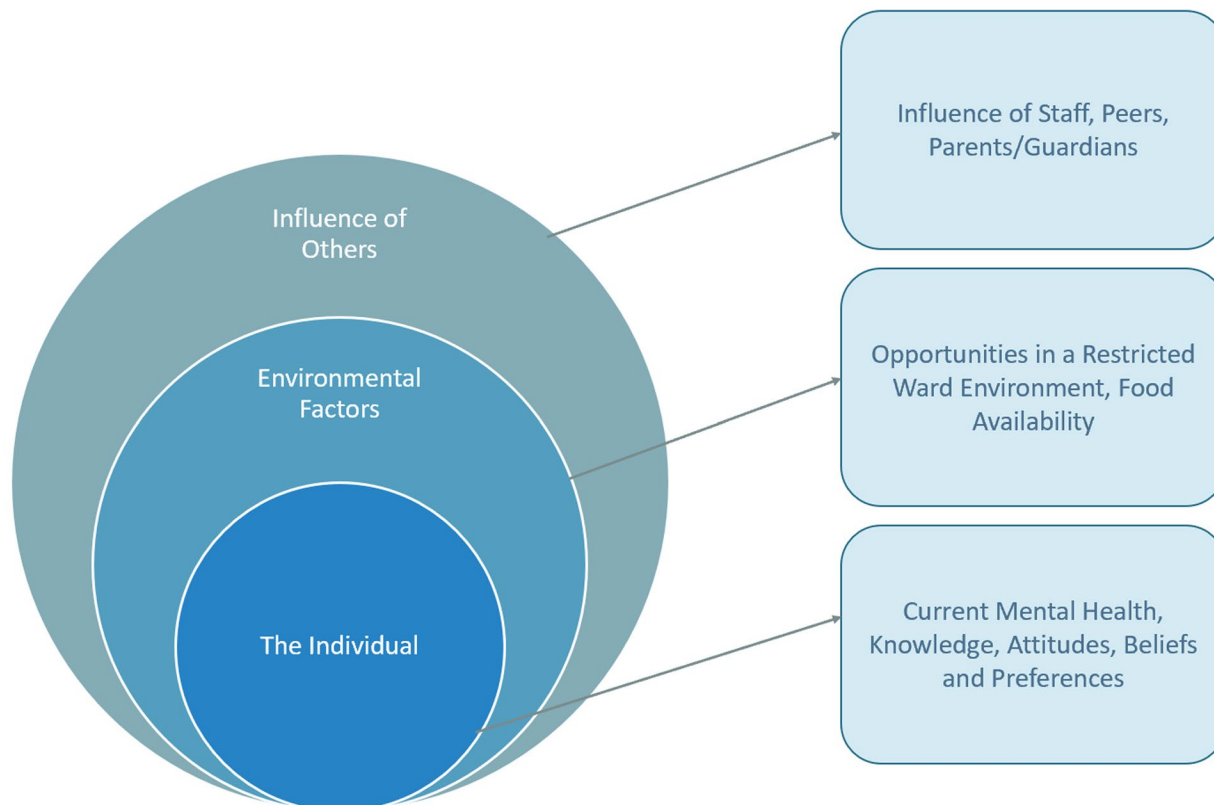 Influence of
Others
Environmental
Factors
The Individual
Influence of Staff, Peers,
Parents/Guardians
Opportunities in a Restricted
Ward Environment, Food
Availability
Current Mental Health,
Knowledge, Attitudes, Beliefs
and Preferences